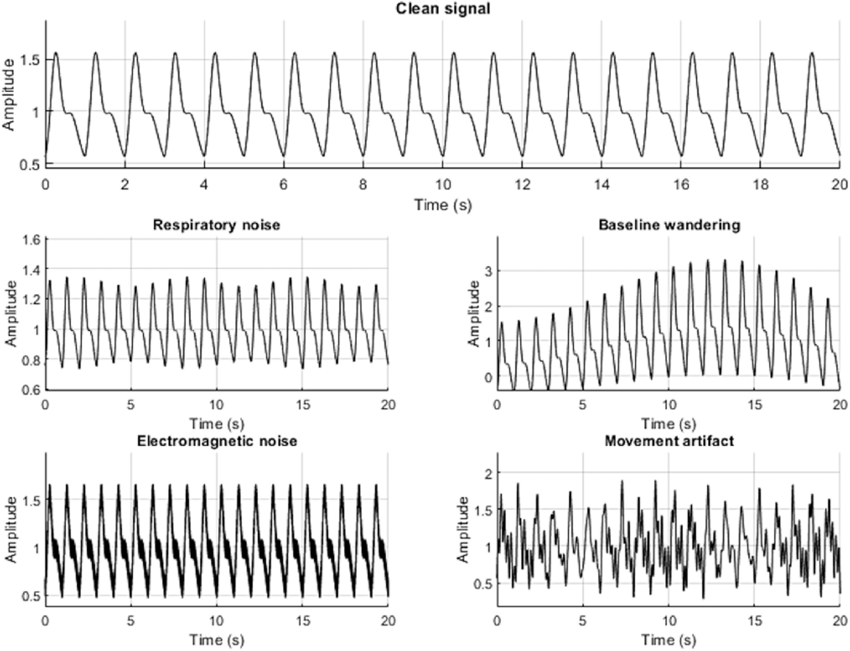 Clean signal
Amplitude
1.5
1
0.5
0 2 4 6 8 10 12 14 16 18 20
Time (s)
Respiratory noise
Amplitude
1.6
1.4
1.2
1
0.8
0.6
0 5 10 15 20
Time (s)
Baseline wandering
Amplitude
3
2
1
0
0 5 10 15 20
Time (s)
Electromagnetic noise
Amplitude
1.5
1
0.5
0 5 10 15 20
Time (s)
Movement artifact
Amplitude
2
1.5
1
0.5
0 5 10 15 20
Time (s)